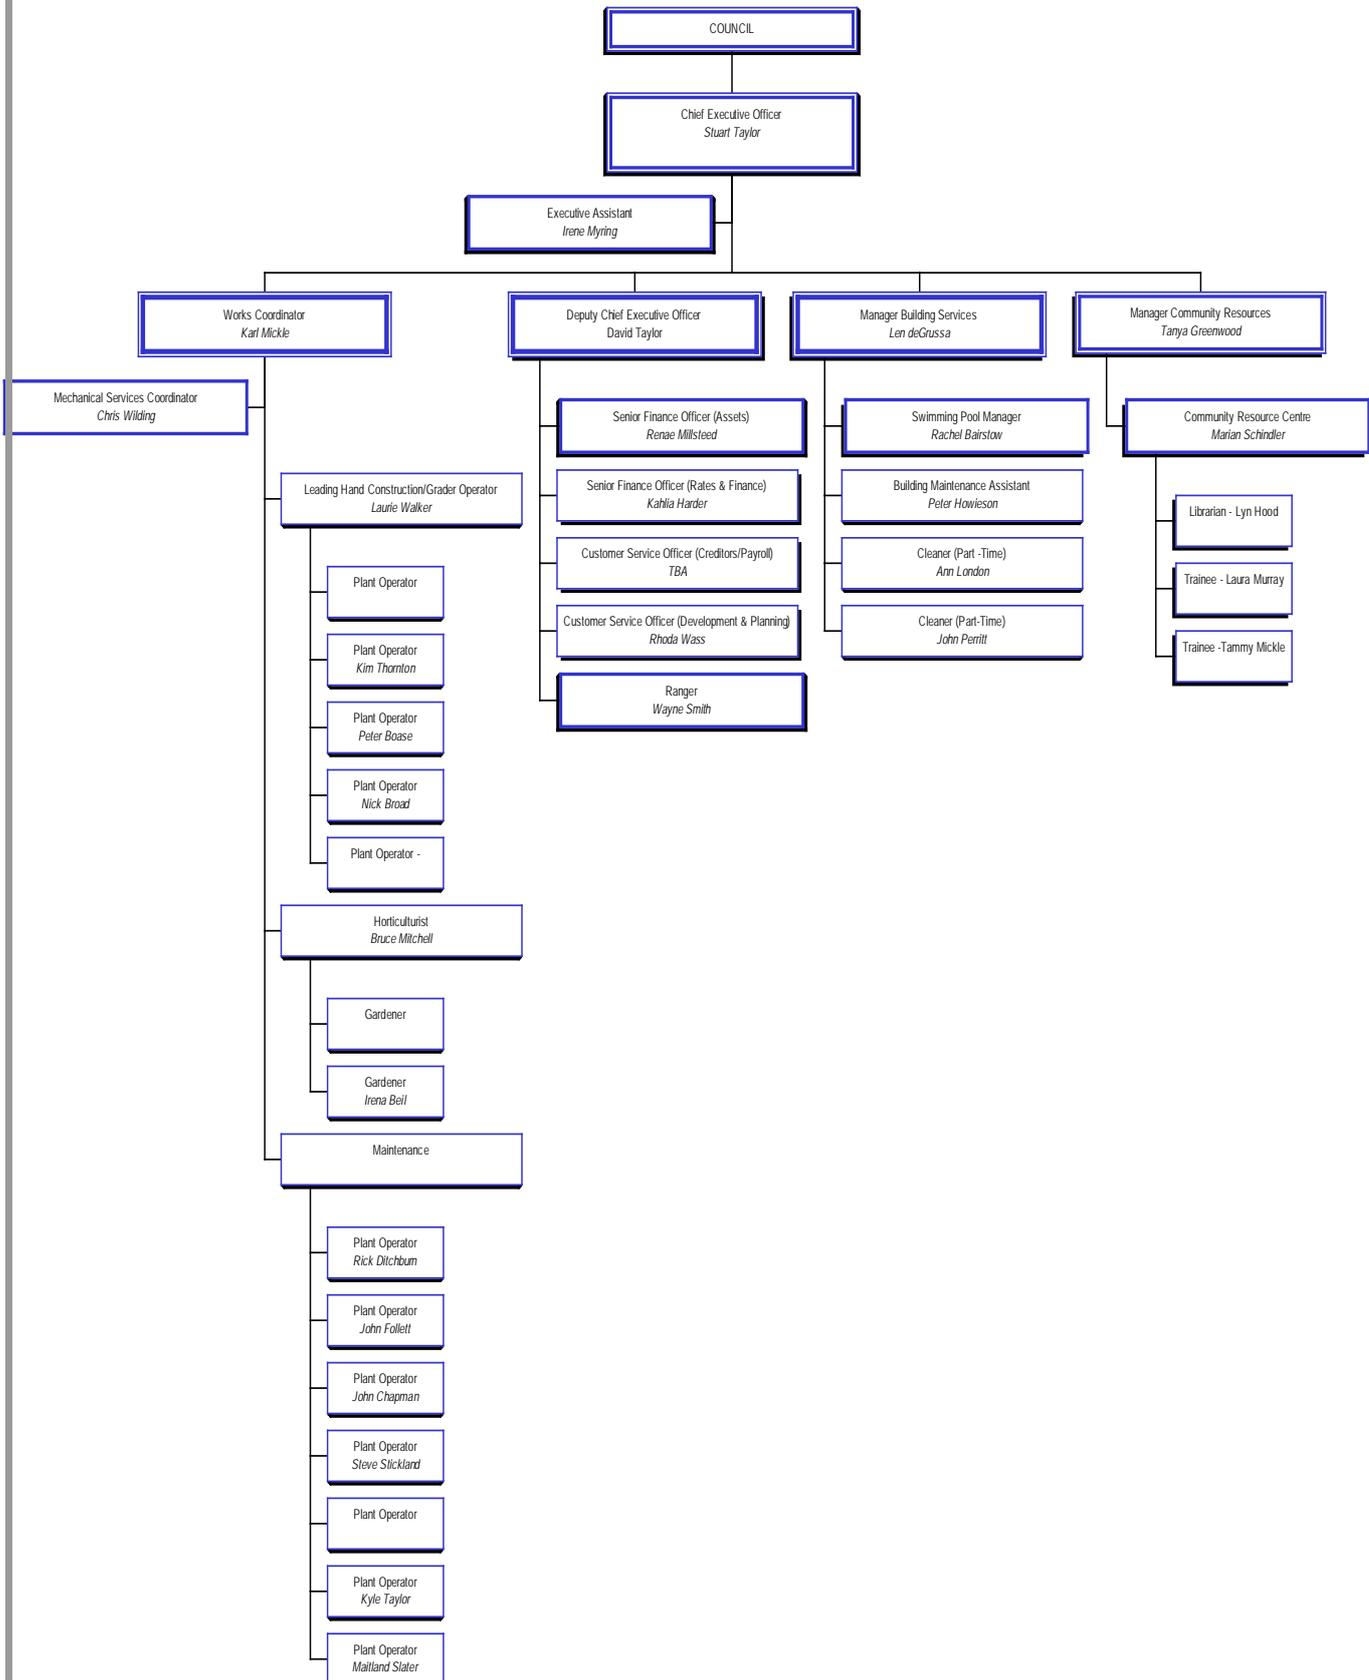 COUNCIL
Chief Executive Officer
Stuart Taylor
Executive Assistant
Irene Myring
Works Coordinator
Karl Mickle
Deputy Chief Executive Officer
David Taylor
Manager Building Services
Len deGrussa
Manager Community Resources
Tanya Greenwood
Mechanical Services Coordinator
Chris Wilding
Leading Hand Construction/Grader Operator
Laurie Walker
Plant Operator
Plant Operator
Kim Thornton
Plant Operator
Peter Boase
Plant Operator
Nick Broad
Plant Operator -
Horticulturist
Bruce Mitchell
Gardener
Gardener
Irena Beil
Maintenance
Plant Operator
Rick Ditchburn
Plant Operator
John Follett
Plant Operator
John Chapman
Plant Operator
Steve Stickland
Plant Operator
Plant Operator
Kyle Taylor
Plant Operator
Maitland Slater
Senior Finance Officer (Assets)
Renae Millsteed
Senior Finance Officer (Rates & Finance)
Kahlia Harder
Customer Service Officer (Creditors/Payroll)
TBA
Customer Service Officer (Development & Planning)
Rhoda Wass
Ranger
Wayne Smith
Swimming Pool Manager
Rachel Bairstow
Building Maintenance Assistant
Peter Howieson
Cleaner (Part -Time)
Ann London
Cleaner (Part-Time)
John Perritt
Community Resource Centre
Marian Schindler
Librarian - Lyn Hood
Trainee - Laura Murray
Trainee -Tammy Mickle